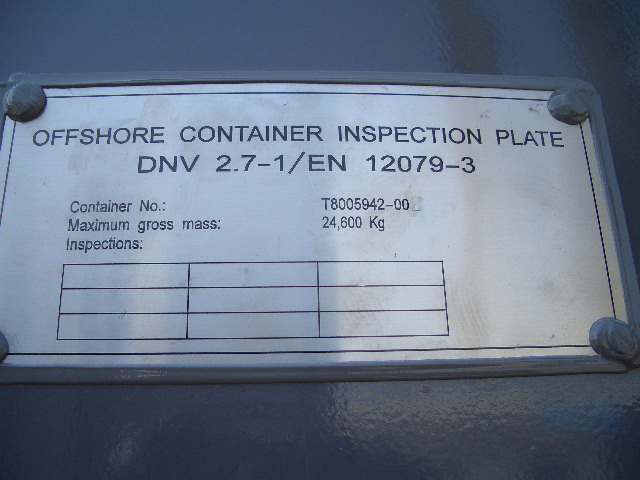 OFFSHORE CONTAINER INSPECTION PLATE
DNV 2.7-1/EN 12079-3
Container No.: T8005942-00
Maximum gross mass: 24,600 Kg
Inspections: